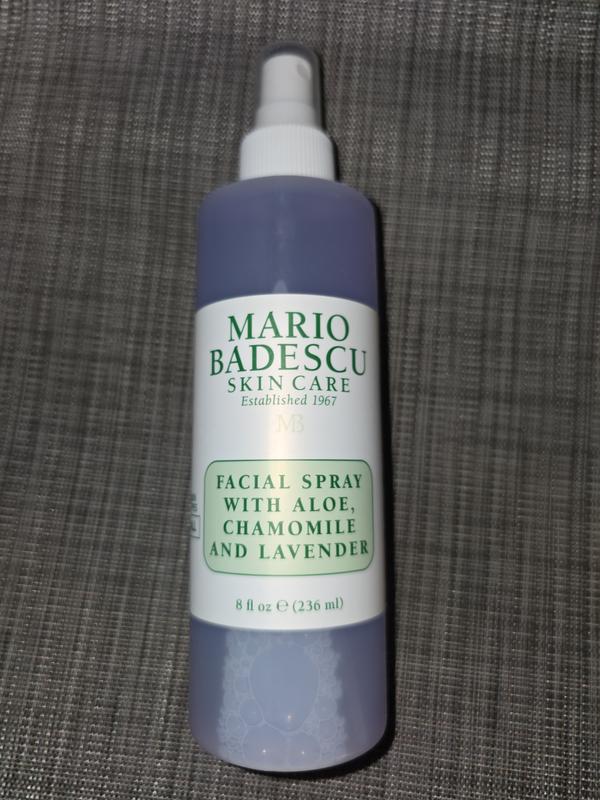 MARIO
BADESCU
SKIN CARE
Established 1967
MB
FACIAL SPRAY
WITH ALOE,
CHAMOMILE
AND LAVENDER
8 fl oz ℮ (236 ml)